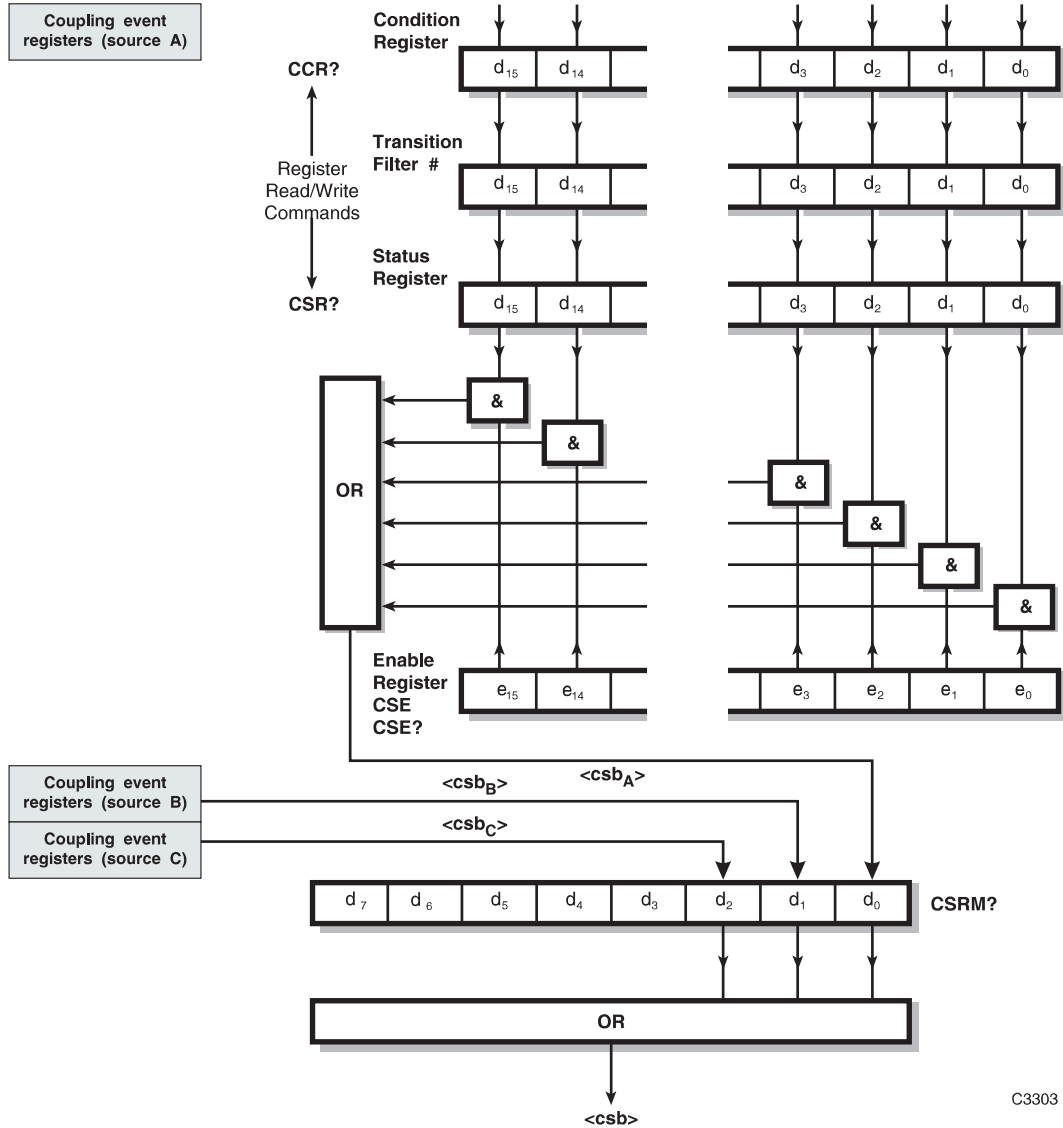 Coupling event
registers (source A)
Condition
Register
d15 d14 d3 d2 d1 d0
CCR?
Transition
Filter #
Register
Read/Write
Commands
d15 d14 d3 d2 d1 d0
Status
Register
CSR?
d15 d14 d3 d2 d1 d0
&
&
OR
&
&
&
&
Enable
Register
CSE
CSE?
e15 e14 e3 e2 e1 e0
Coupling event
registers (source B)
<csbB>
<csbA>
Coupling event
registers (source C)
<csbC>
d7 d6 d5 d4 d3 d2 d1 d0
CSRM?
OR
<csb>
C3303